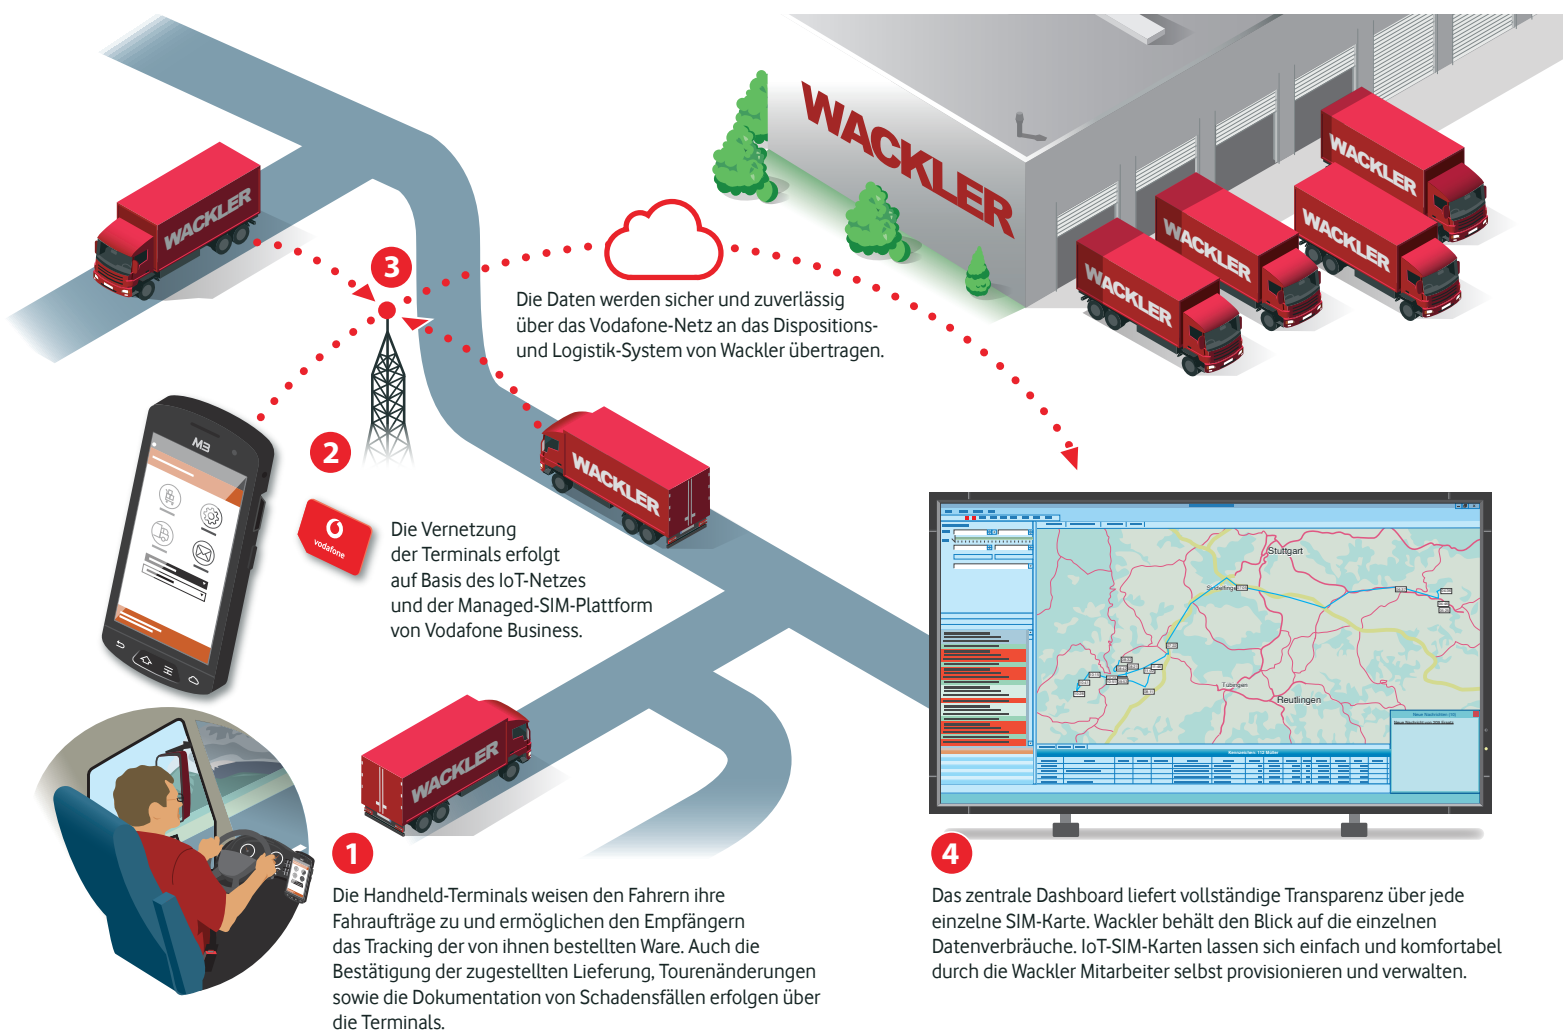 WACKLER
WACKLER
WACKLER
WACKLER
WACKLER
WACKLER
3
Die Daten werden sicher und zuverlässig
über das Vodafone-Netz an das Dispositions-
und Logistik-System von Wackler übertragen.
M3
2
vodafone
Die Vernetzung
der Terminals erfolgt
auf Basis des IoT-Netzes
und der Managed-SIM-Plattform
von Vodafone Business.
WACKLER
WACKLER
Stuttgart
Sindelfingen
Tübingen
Reutlingen
1
Die Handheld-Terminals weisen den Fahrern ihre
Fahraufträge zu und ermöglichen den Empfängern
das Tracking der von ihnen bestellten Ware. Auch die
Bestätigung der zugestellten Lieferung, Tourenänderungen
sowie die Dokumentation von Schadensfällen erfolgen über
die Terminals.
4
Das zentrale Dashboard liefert vollständige Transparenz über jede
einzelne SIM-Karte. Wackler behält den Blick auf die einzelnen
Datenverbräuche. IoT-SIM-Karten lassen sich einfach und komfortabel
durch die Wackler Mitarbeiter selbst provisionieren und verwalten.